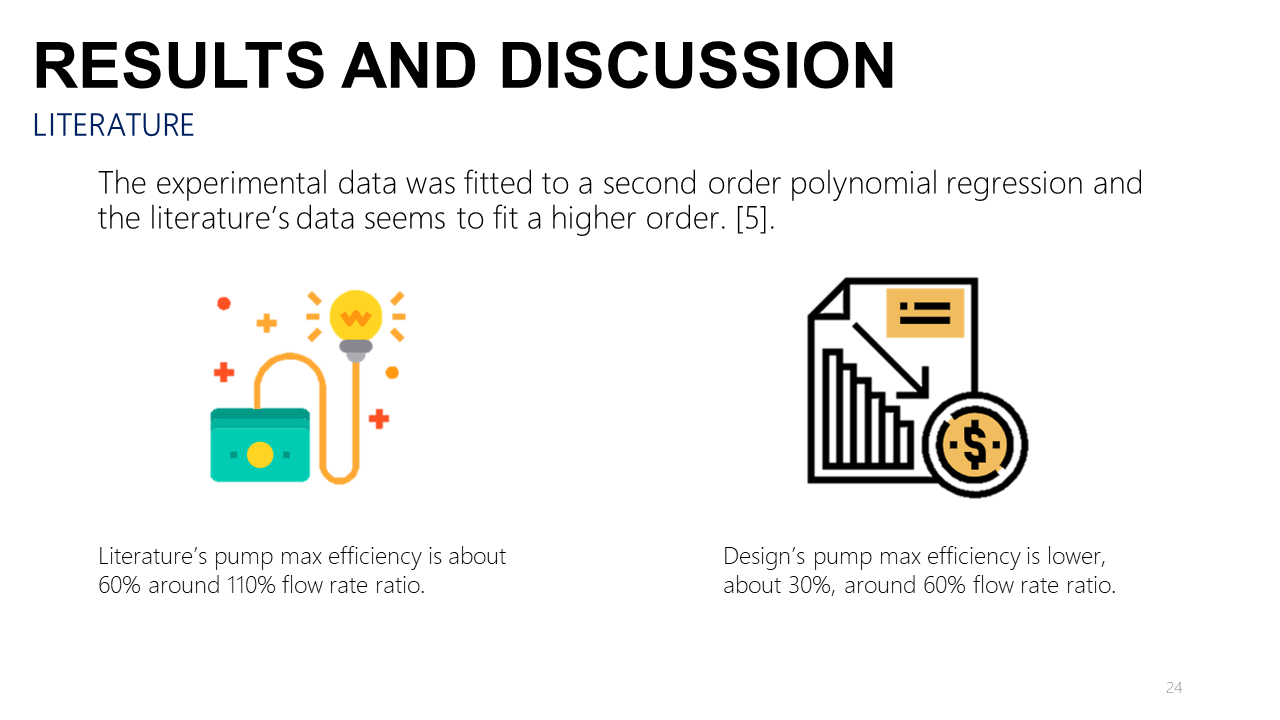 RESULTS AND DISCUSSION
LITERATURE
The experimental data was fitted to a second order polynomial regression and
the literature’s data seems to fit a higher order. [5].
$
Literature’s pump max efficiency is about
60% around 110% flow rate ratio.
Design’s pump max efficiency is lower,
about 30%, around 60% flow rate ratio.
24